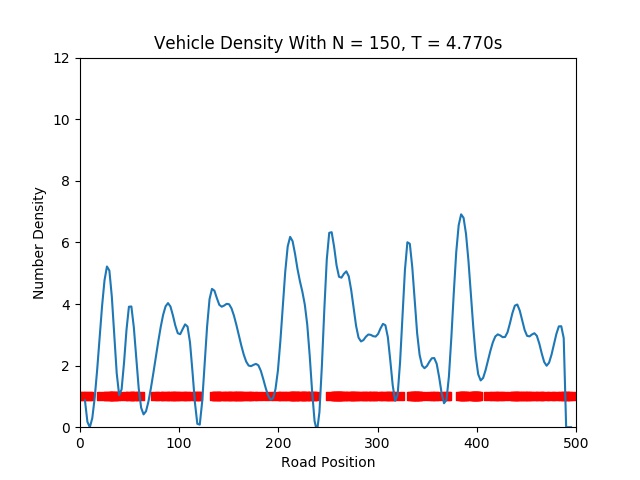 Vehicle Density With N = 150, T = 4.770s
12
10
8
6
4
2
0
Number Density
0 100 200 300 400 500
Road Position